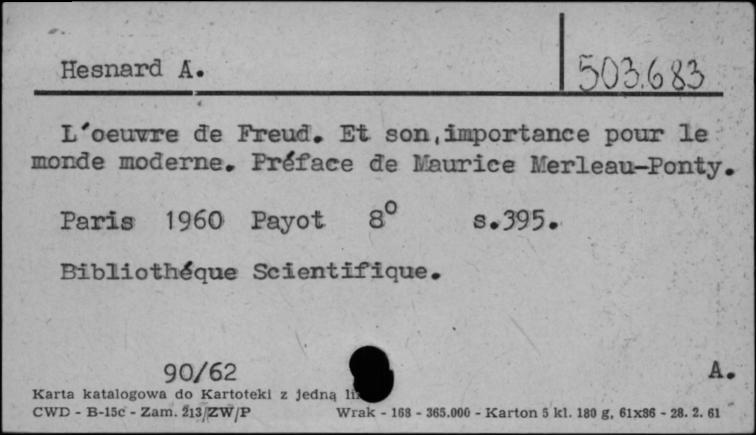 Hesnard A.
503.683
L'oeuvre de Freud. Et son importance pour le
monde moderne. Préface de Maurice Merleau-Ponty.
Paris 1960 Payot 8° s.395.
Bibliothéque Scientifique.
90/62
A.
Karta katalogowa do Kartoteki z jedną
CWD - B-15c - Zam. 213/ZW/P Wrak - 168 - 365.000 - Karton 5 kl. 180 g, 61x86 - 28. 2. 61